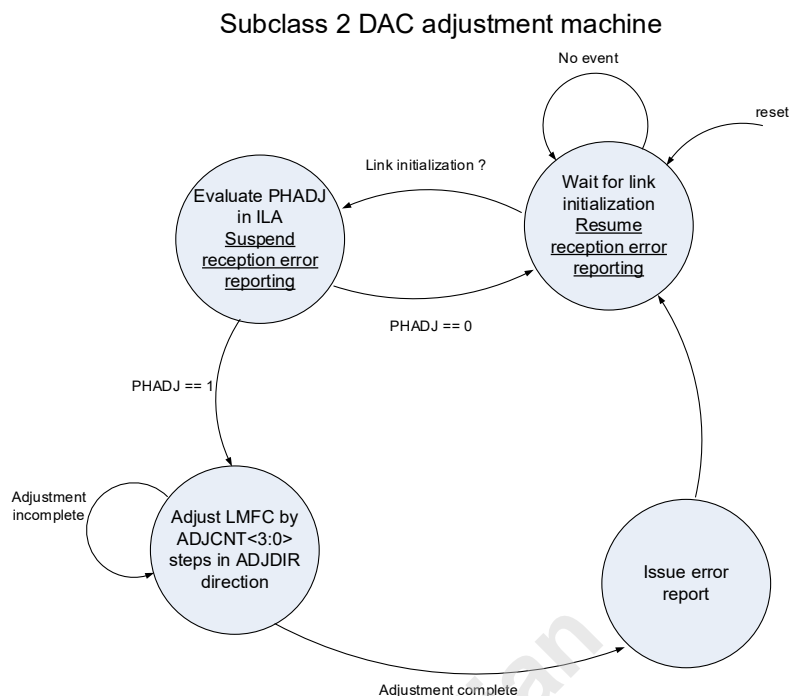 Subclass 2 DAC adjustment machine
No event
reset
Link initialization ?
Wait for link
initialization
Resume
reception error
reporting
Evaluate PHADJ
in ILA
Suspend
reception error
reporting
PHADJ == 0
PHADJ == 1
Adjustment
incomplete
Adjust LMFC by
ADJCNT<3:0>
steps in ADJDIR
direction
Issue error
report
Adjustment complete